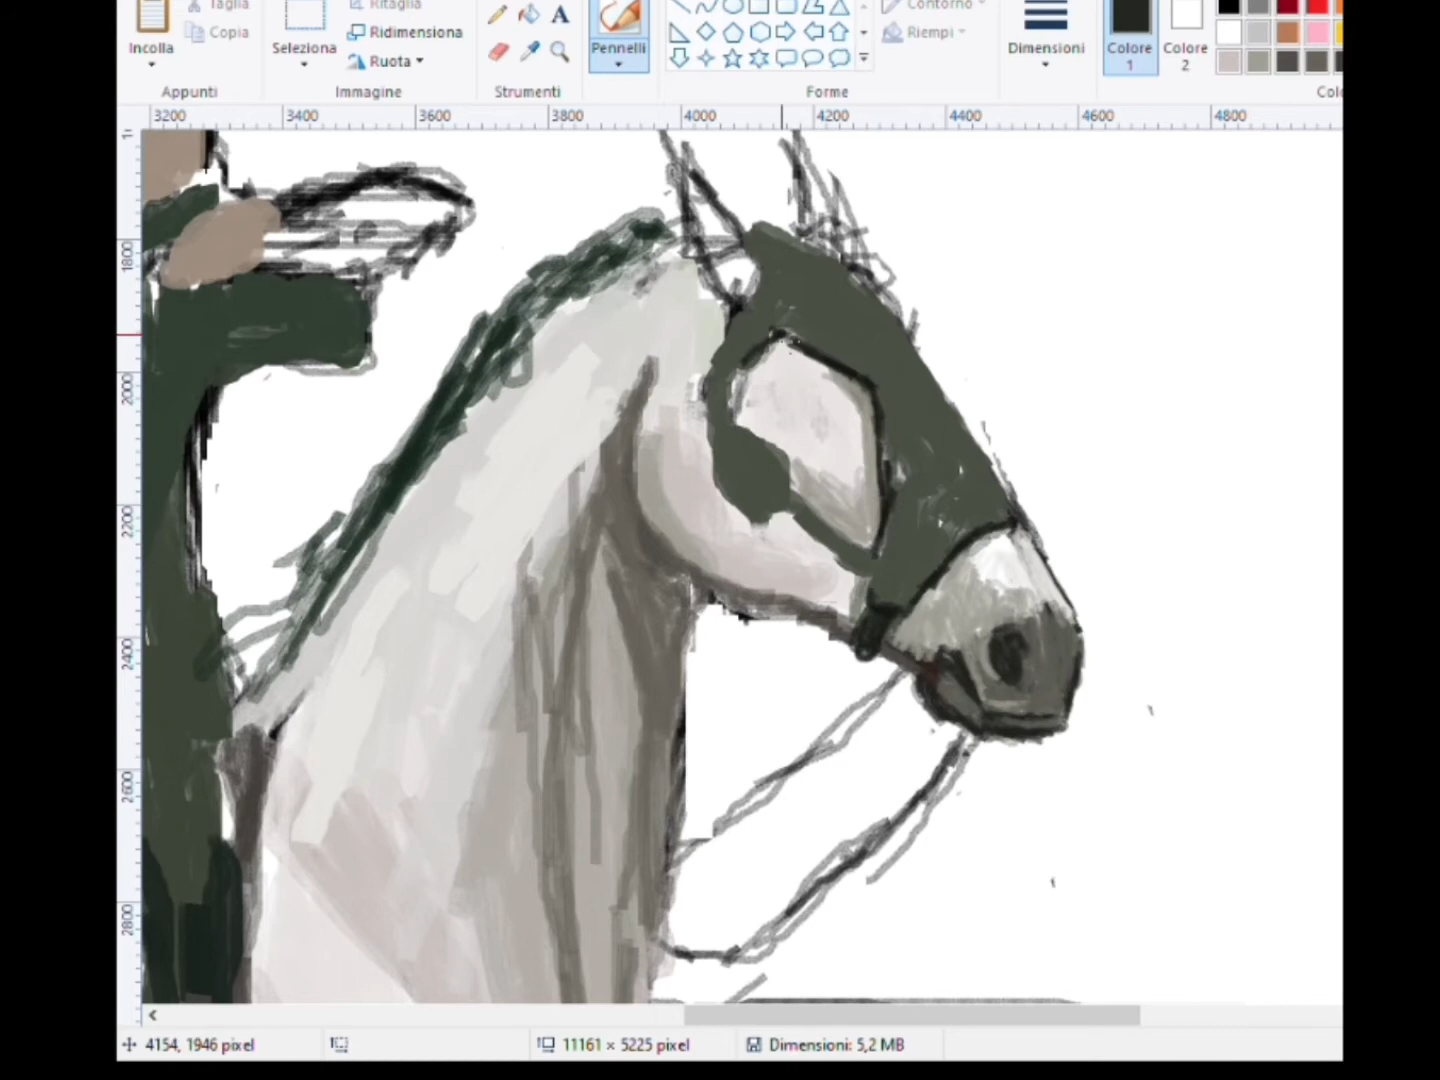 Taglia
Ritaglia
Contorno
Copia
Ridimensiona
Riempi
Incolla
Seleziona
Ruota
A
Pennelli
Dimensioni
Colore
1
Colore
2
Appunti
Immagine
Strumenti
Forme
3200 3400 3600 3800 4000 4200 4400 4600 4800
1800
2000
2200
2400
2600
2800
4154, 1946 pixel
11161 × 5225 pixel
Dimensioni: 5,2 MB